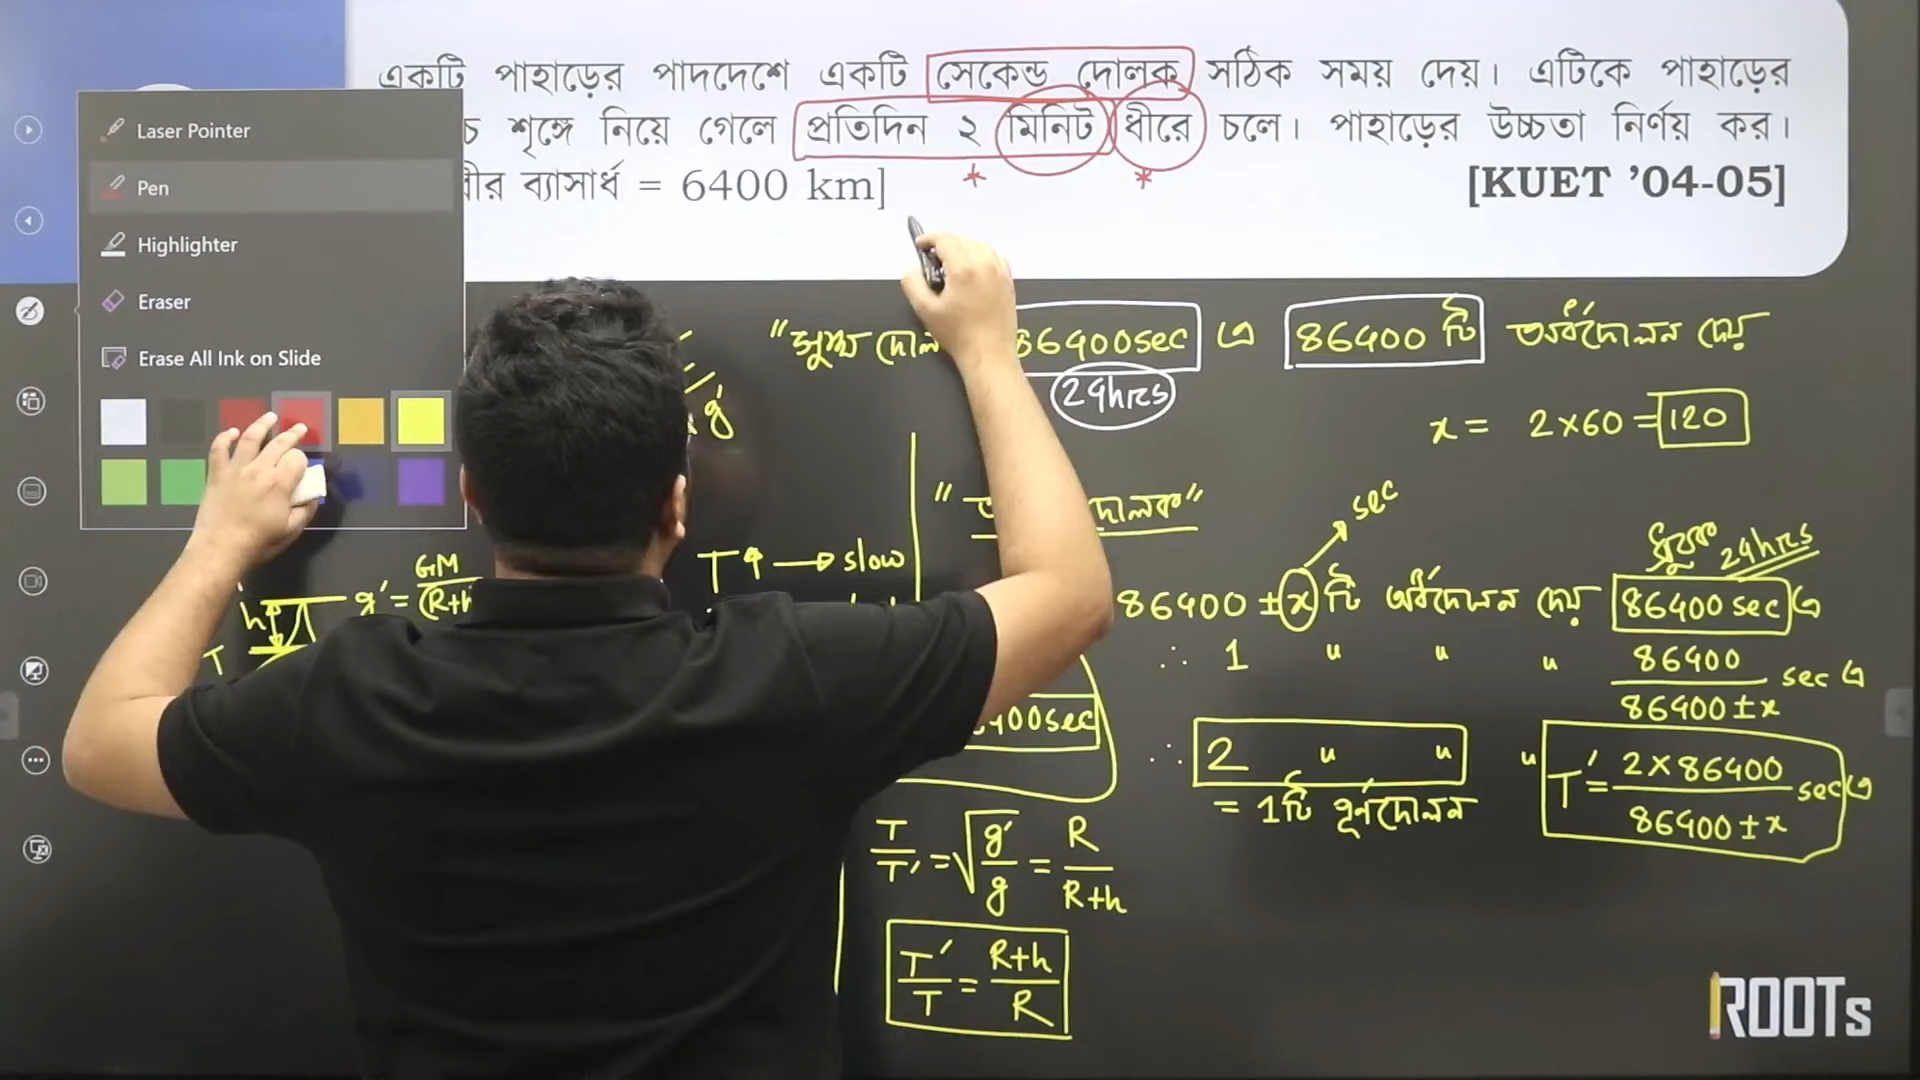 একটি পাহাড়ের পাদদেশে একটি সেকেন্ড দোলক সঠিক সময় দেয়। এটিকে পাহাড়ের
চ শৃঙ্গে নিয়ে গেলে প্রতিদিন ২ মিনিট ধীরে চলে। পাহাড়ের উচ্চতা নির্ণয় কর।
ব্যাসার্ধ = 6400 km]
[KUET ’04-05]
Laser Pointer
Pen
Highlighter
Eraser
Erase All Ink on Slide
86400sec এ 86400 টি অর্ধদোলন দেয়
24hrs
g'
x = 2×60 = 120
দোলক"
sec
T↑ → slow
24hrs
86400 ± x টি অর্ধদোলন দেয় 86400 sec এ
∴ 1 " " " 86400/86400±x sec এ
∴ 2 " " " T' = 2×86400/86400±x sec এ
= 1টি পূর্ণদোলন
h g' = GM/(R+h
T
400sec
T/T' = √g'/g = R/R+h
T'/T = R+h/R
ROOTs